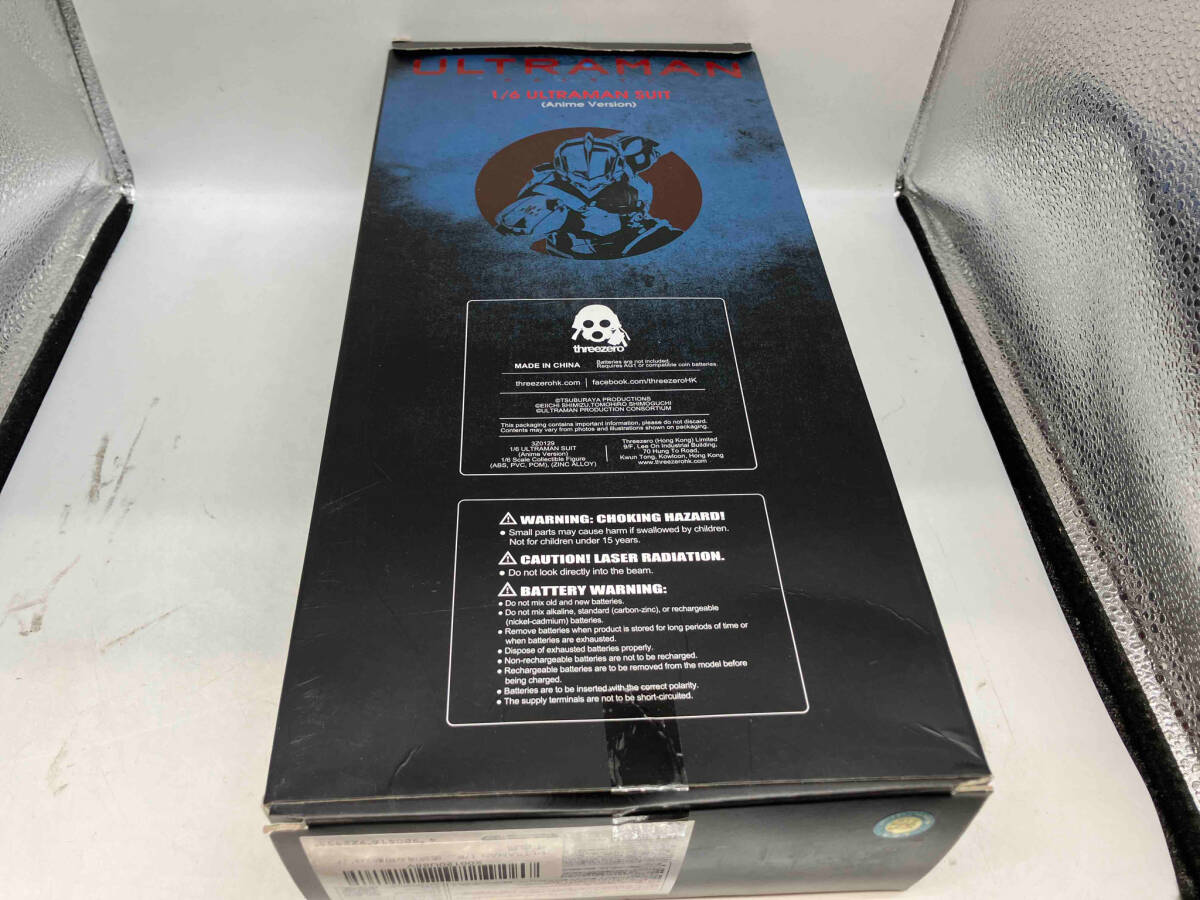 ULTRAMAN
1/6 ULTRAMAN SUIT
(Anime Version)
threezero
MADE IN CHINA
Batteries are not included.
Requires AG1 or compatible coin batteries.
threezerohk.com | facebook.com/threezeroHK
©TSUBURAYA PRODUCTIONS
©EIICHI SHIMIZU,TOMOHIRO SHIMOGUCHI
©ULTRAMAN PRODUCTION CONSORTIUM
This packaging contains important information, please do not discard.
Contents may vary from photos and illustrations shown on packaging.
3Z0129
1/6 ULTRAMAN SUIT
(Anime Version)
1/6 Scale Collectible Figure
(ABS, PVC, POM), (ZINC ALLOY)
Threezero (Hong Kong) Limited
9/F, Lee On Industrial Building,
70 Hung To Road,
Kwun Tong, Kowloon, Hong Kong
www.threezerohk.com
⚠ WARNING: CHOKING HAZARD!
• Small parts may cause harm if swallowed by children.
Not for children under 15 years.
⚠ CAUTION! LASER RADIATION.
• Do not look directly into the beam.
⚠ BATTERY WARNING:
• Do not mix old and new batteries.
• Do not mix alkaline, standard (carbon-zinc), or rechargeable
(nickel-cadmium) batteries.
• Remove batteries when product is stored for long periods of time or
when batteries are exhausted.
• Dispose of exhausted batteries properly.
• Non-rechargeable batteries are not to be recharged.
• Rechargeable batteries are to be removed from the model before
being charged.
• Batteries are to be inserted with the correct polarity.
• The supply terminals are not to be short-circuited.